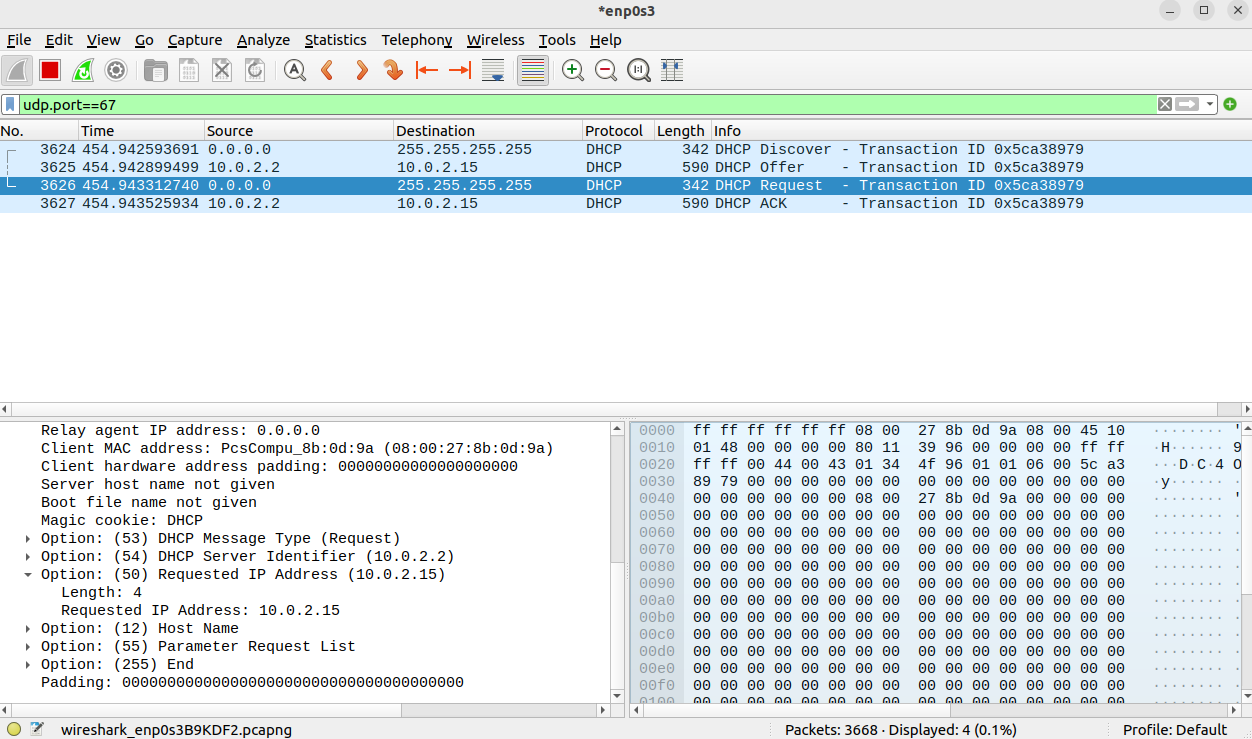 *enp0s3
File Edit View Go Capture Analyze Statistics Telephony Wireless Tools Help
udp.port==67
No. Time Source Destination Protocol Length Info
3624 454.942593691 0.0.0.0 255.255.255.255 DHCP 342 DHCP Discover - Transaction ID 0x5ca38979
3625 454.942899499 10.0.2.2 10.0.2.15 DHCP 590 DHCP Offer - Transaction ID 0x5ca38979
3626 454.943312740 0.0.0.0 255.255.255.255 DHCP 342 DHCP Request - Transaction ID 0x5ca38979
3627 454.943525934 10.0.2.2 10.0.2.15 DHCP 590 DHCP ACK - Transaction ID 0x5ca38979
Relay agent IP address: 0.0.0.0
Client MAC address: PcsCompu_8b:0d:9a (08:00:27:8b:0d:9a)
Client hardware address padding: 00000000000000000000
Server host name not given
Boot file name not given
Magic cookie: DHCP
Option: (53) DHCP Message Type (Request)
Option: (54) DHCP Server Identifier (10.0.2.2)
Option: (50) Requested IP Address (10.0.2.15)
Length: 4
Requested IP Address: 10.0.2.15
Option: (12) Host Name
Option: (55) Parameter Request List
Option: (255) End
Padding: 00000000000000000000000000000000000000
0000 ff ff ff ff ff ff 08 00 27 8b 0d 9a 08 00 45 10 ········ '
0010 01 48 00 00 00 00 80 11 39 96 00 00 00 00 ff ff ·H······ 9
0020 ff ff 00 44 00 43 01 34 4f 96 01 01 06 00 5c a3 ···D·C·4 O
0030 89 79 00 00 00 00 00 00 00 00 00 00 00 00 00 00 ·y······ ·
0040 00 00 00 00 00 00 08 00 27 8b 0d 9a 00 00 00 00 ········ '
0050 00 00 00 00 00 00 00 00 00 00 00 00 00 00 00 00 ········ ·
0060 00 00 00 00 00 00 00 00 00 00 00 00 00 00 00 00 ········ ·
0070 00 00 00 00 00 00 00 00 00 00 00 00 00 00 00 00 ········ ·
0080 00 00 00 00 00 00 00 00 00 00 00 00 00 00 00 00 ········ ·
0090 00 00 00 00 00 00 00 00 00 00 00 00 00 00 00 00 ········ ·
00a0 00 00 00 00 00 00 00 00 00 00 00 00 00 00 00 00 ········ ·
00b0 00 00 00 00 00 00 00 00 00 00 00 00 00 00 00 00 ········ ·
00c0 00 00 00 00 00 00 00 00 00 00 00 00 00 00 00 00 ········ ·
00d0 00 00 00 00 00 00 00 00 00 00 00 00 00 00 00 00 ········ ·
00e0 00 00 00 00 00 00 00 00 00 00 00 00 00 00 00 00 ········ ·
00f0 00 00 00 00 00 00 00 00 00 00 00 00 00 00 00 00 ········ ·
wireshark_enp0s3B9KDF2.pcapng Packets: 3668 · Displayed: 4 (0.1%) Profile: Default